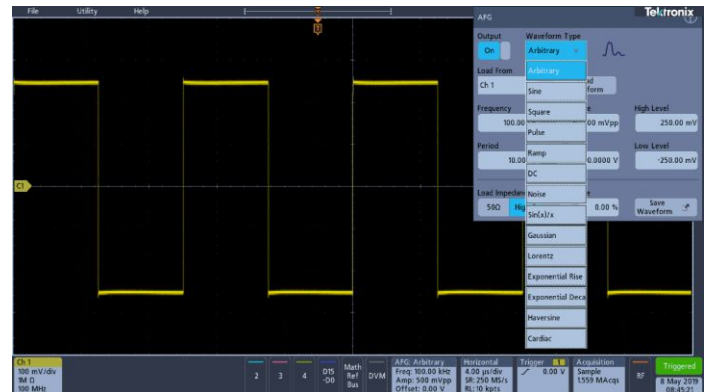 File Utility Help
Tektronix
AFG
Output Waveform Type
On Arbitrary
Load From
Ch 1
Arbitrary
Sine
Square
Pulse
Ramp
DC
Noise
Sin(x)/x
Gaussian
Lorentz
Exponential Rise
Exponential Deca
Haversine
Cardiac
Frequency High Level
250.00 mV
Period Low Level
0.0000 V -250.00 mV
Load Impedance
50Ω 0.00 % Save
Waveform
C1
Ch 1
100 mV/div
1M Ω
100 MHz
2 3 4
D15
-D0
Math
Ref
Bus
DVM
AFG: Arbitrary
Freq: 100.00 kHz
Amp: 500 mVpp
Offset: 0.00 V
Horizontal
4.00 µs/div
SR: 250 MS/s
RL: 10 kpts
Trigger
0.00 V
Acquisition
Sample
1.559 MAcqs
RF
Triggered
8 May 2019
08:45:21